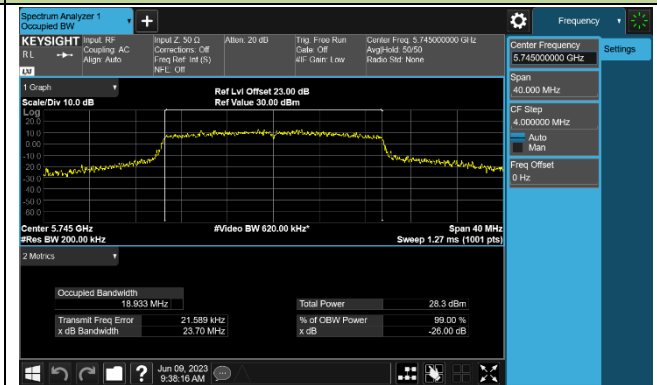 Spectrum Analyzer 1
Occupied BW
+
Frequency
KEYSIGHT
RL
LXI
Input: RF
Coupling: AC
Align: Auto
Input Z: 50 Ω
Corrections: Off
Freq Ref: Int (S)
NFE: Off
Atten: 20 dB
Trig: Free Run
Gate: Off
#IF Gain: Low
Center Freq: 5.745000000 GHz
Avg|Hold: 50/50
Radio Std: None
Center Frequency
5.745000000 GHz
Settings
Span
40.000 MHz
CF Step
4.000000 MHz
Auto
Man
Freq Offset
0 Hz
1 Graph
Scale/Div 10.0 dB
Ref Lvl Offset 23.00 dB
Ref Value 30.00 dBm
Log
20.0
10.0
0.00
-10.0
-20.0
-30.0
-40.0
-50.0
-60.0
Center 5.745 GHz
#Video BW 620.00 kHz*
Span 40 MHz
#Res BW 200.00 kHz
Sweep 1.27 ms (1001 pts)
2 Metrics
Occupied Bandwidth
18.933 MHz
Total Power 28.3 dBm
Transmit Freq Error 21.589 kHz
% of OBW Power 99.00 %
x dB Bandwidth 23.70 MHz
x dB -26.00 dB
?
Jun 09, 2023
9:38:16 AM